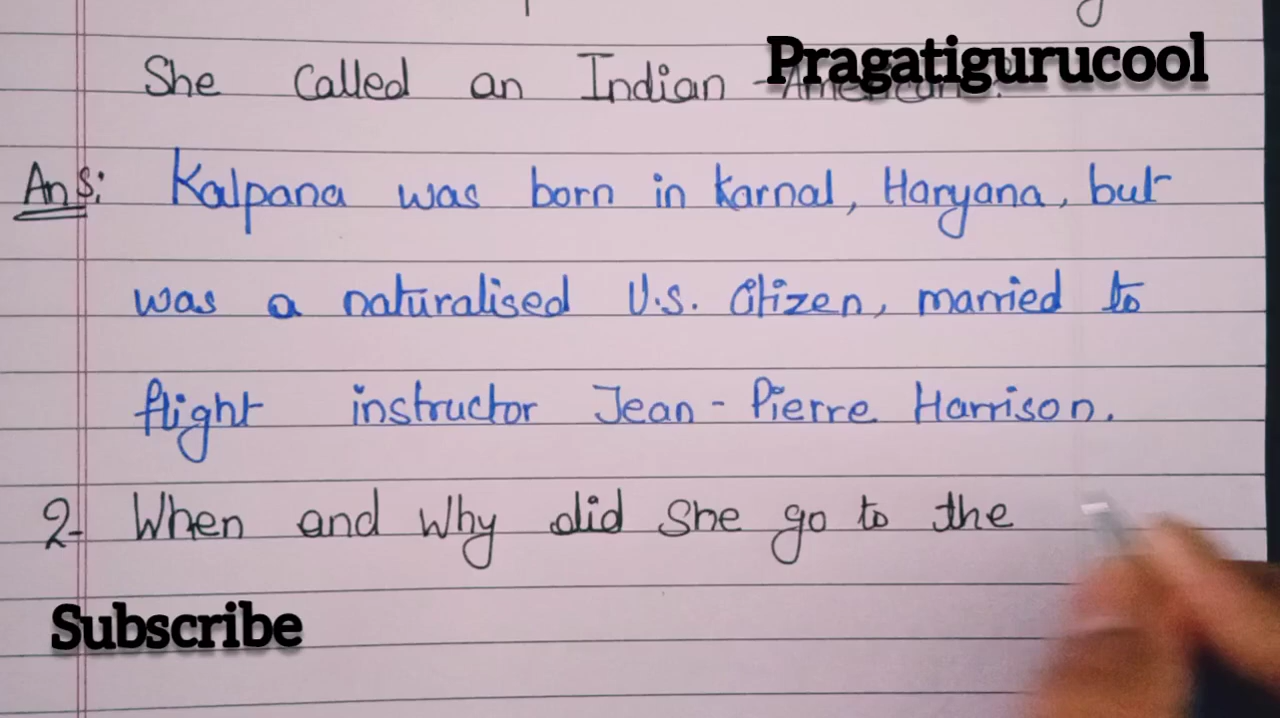 Pragatigurucool
She Called an Indian - American?
Ans: Kalpana was born in Karnal, Haryana, but
was a naturalised U.S. Citizen, married to
flight instructor Jean-Pierre Harrison.
2- When and Why did She go to the
Subscribe